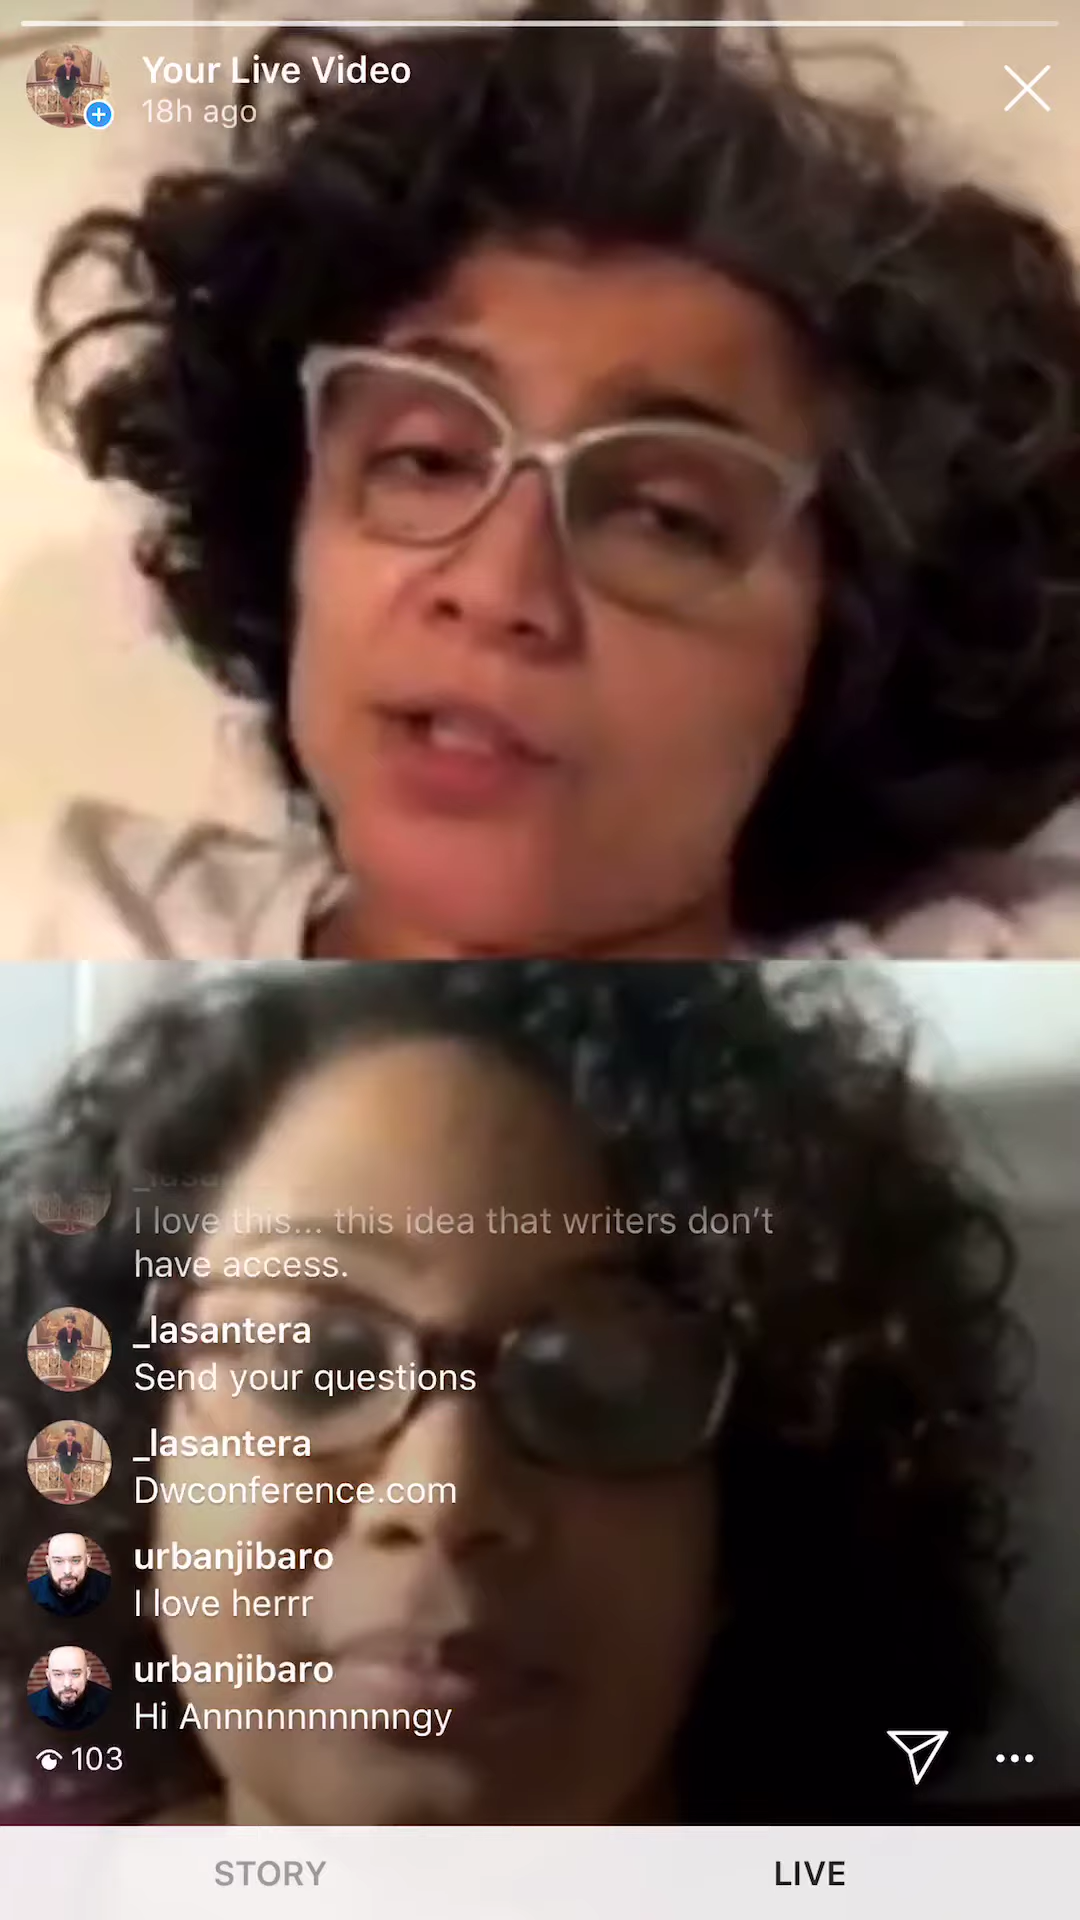 Your Live Video
18h ago
I love this... this idea that writers don’t
have access.
_lasantera
Send your questions
_lasantera
Dwconference.com
urbanjibaro
I love herrr
urbanjibaro
Hi Annnnnnnnnngy
103
STORY
LIVE